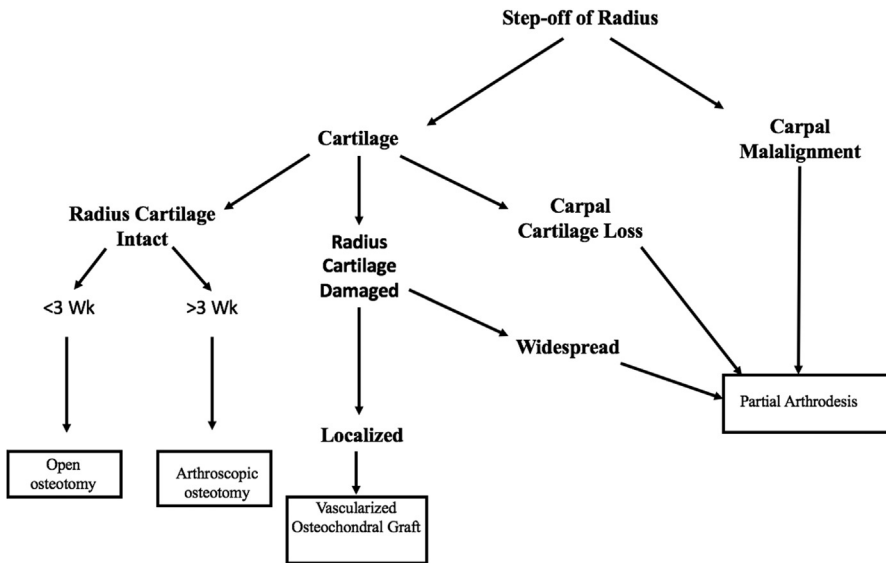 Step-off of Radius
Cartilage
Carpal
Malalignment
Radius Cartilage
Intact
Radius
Cartilage
Damaged
Carpal
Cartilage Loss
<3 Wk
>3 Wk
Widespread
Partial Arthrodesis
Localized
Open
osteotomy
Arthroscopic
osteotomy
Vascularized
Osteochondral Graft